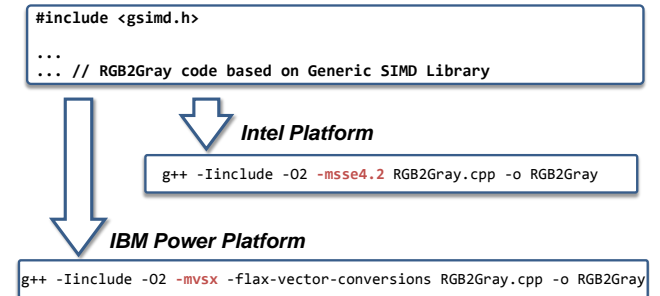 #include <gsimd.h>
...
... // RGB2Gray code based on Generic SIMD Library
Intel Platform
g++ -Iinclude -O2 -msse4.2 RGB2Gray.cpp -o RGB2Gray
IBM Power Platform
g++ -Iinclude -O2 -mvsx -flax-vector-conversions RGB2Gray.cpp -o RGB2Gray